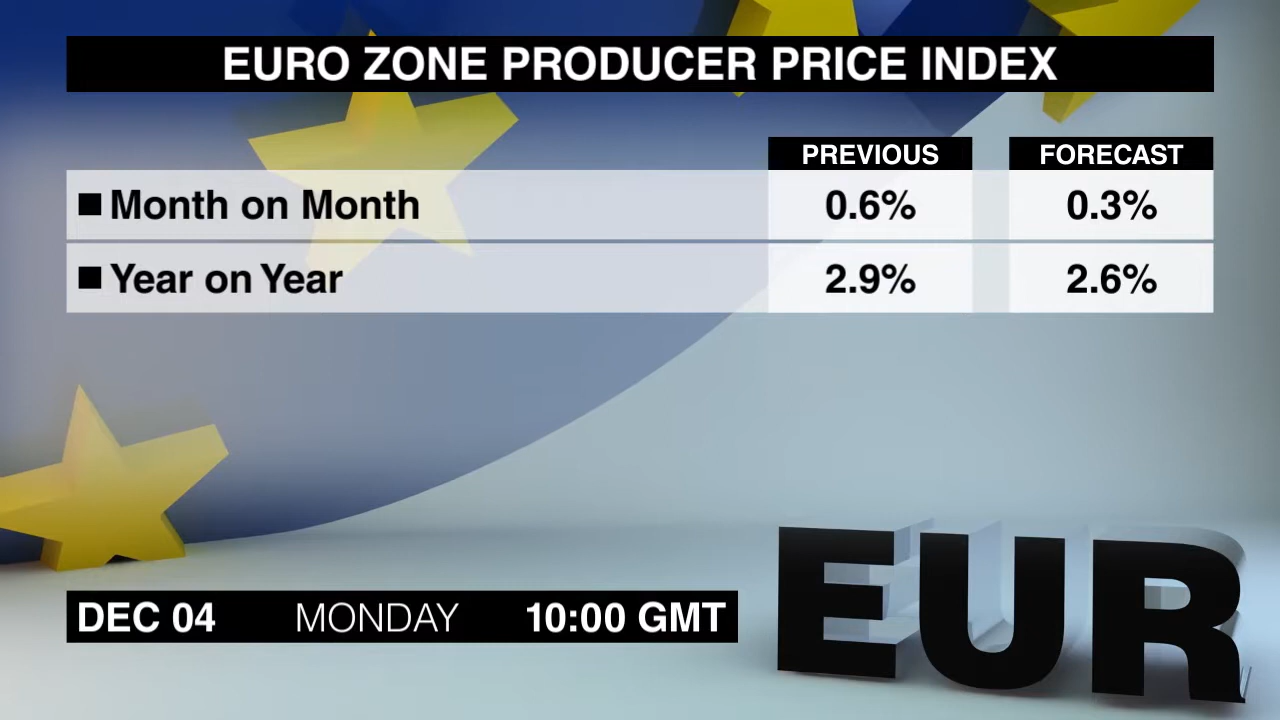 EURO ZONE PRODUCER PRICE INDEX
PREVIOUS FORECAST
Month on Month 0.6% 0.3%
Year on Year 2.9% 2.6%
DEC 04 MONDAY 10:00 GMT
EUR